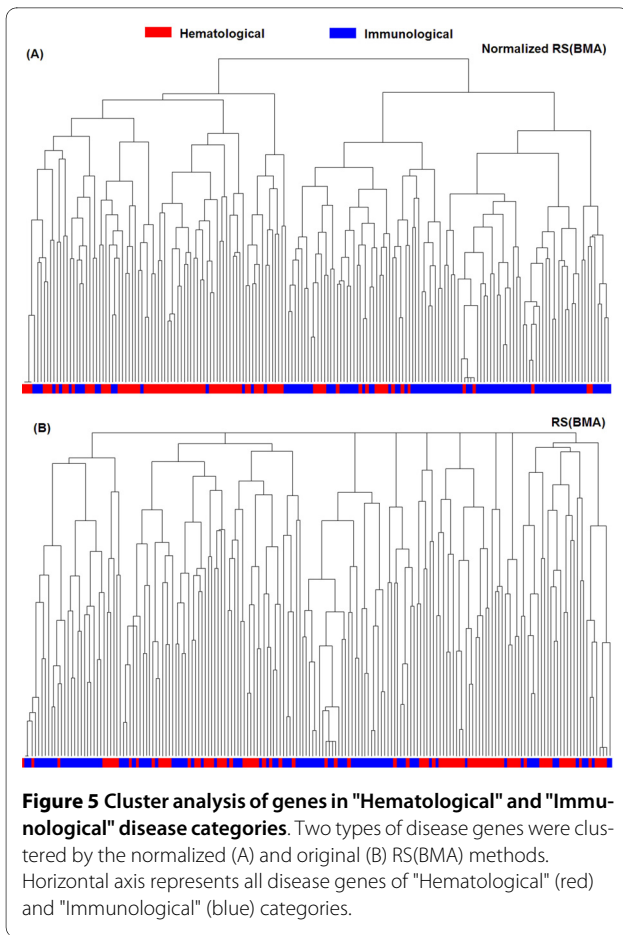 Hematological Immunological
(A) Normalized RS(BMA)
(B) RS(BMA)
Figure 5 Cluster analysis of genes in "Hematological" and "Immu-
nological" disease categories. Two types of disease genes were clus-
tered by the normalized (A) and original (B) RS(BMA) methods.
Horizontal axis represents all disease genes of "Hematological" (red)
and "Immunological" (blue) categories.